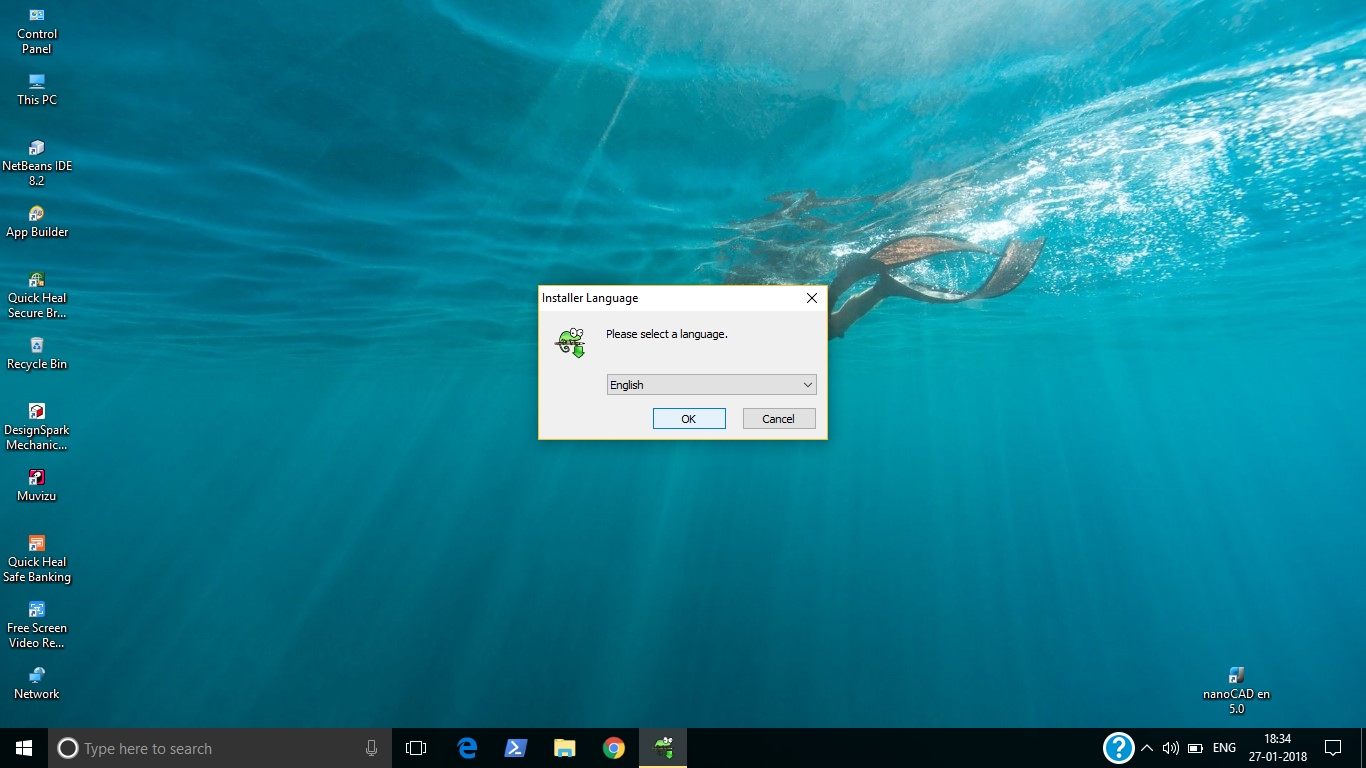 Control
Panel
This PC
NetBeans IDE
8.2
App Builder
Quick Heal
Secure Br...
Recycle Bin
DesignSpark
Mechanic...
Muvizu
Quick Heal
Safe Banking
Free Screen
Video Re...
Network
Installer Language
Please select a language.
English
OK
Cancel
nanoCAD en
5.0
Type here to search
ENG
18:34
27-01-2018